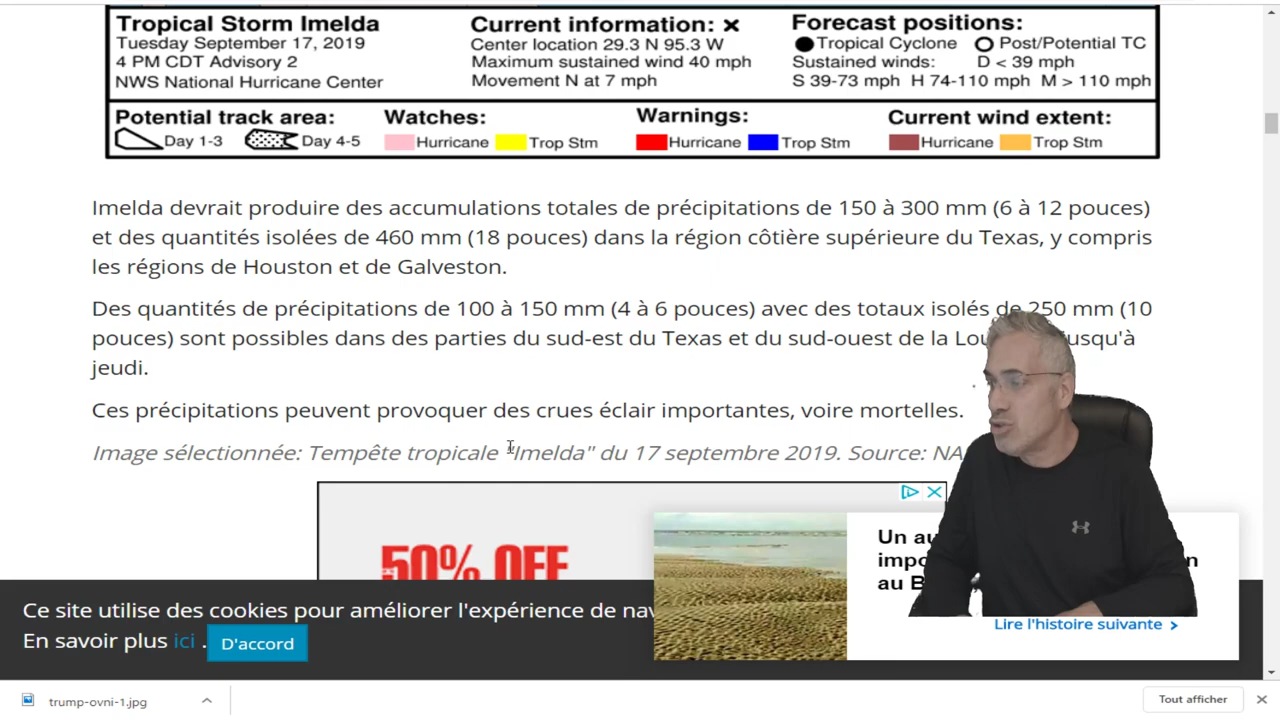 Tropical Storm Imelda
Tuesday September 17, 2019
4 PM CDT Advisory 2
NWS National Hurricane Center
Current information: ×
Center location 29.3 N 95.3 W
Maximum sustained wind 40 mph
Movement N at 7 mph
Forecast positions:
Tropical Cyclone Post/Potential TC
Sustained winds: D < 39 mph
S 39-73 mph H 74-110 mph M > 110 mph
Potential track area:
Day 1-3 Day 4-5
Watches:
Hurricane Trop Stm
Warnings:
Hurricane Trop Stm
Current wind extent:
Hurricane Trop Stm
Imelda devrait produire des accumulations totales de précipitations de 150 à 300 mm (6 à 12 pouces)
et des quantités isolées de 460 mm (18 pouces) dans la région côtière supérieure du Texas, y compris
les régions de Houston et de Galveston.
Des quantités de précipitations de 100 à 150 mm (4 à 6 pouces) avec des totaux isolés de 250 mm (10
pouces) sont possibles dans des parties du sud-est du Texas et du sud-ouest de la jusqu'à
jeudi.
Ces précipitations peuvent provoquer des crues éclair importantes, voire mortelles.
Image sélectionnée: Tempête tropicale "Imelda" du 17 septembre 2019. Source:
50% OFF
Un
au
Lire l'histoire suivante >
Ce site utilise des cookies pour améliorer l'expérience de
En savoir plus ici . D'accord
trump-ovni-1.jpg
Tout afficher